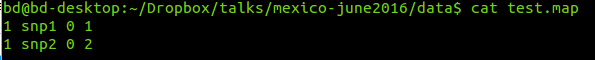 bd@bd-desktop:~/Dropbox/talks/mexico-june2016/data$ cat test.map
1 snp1 0 1
1 snp2 0 2